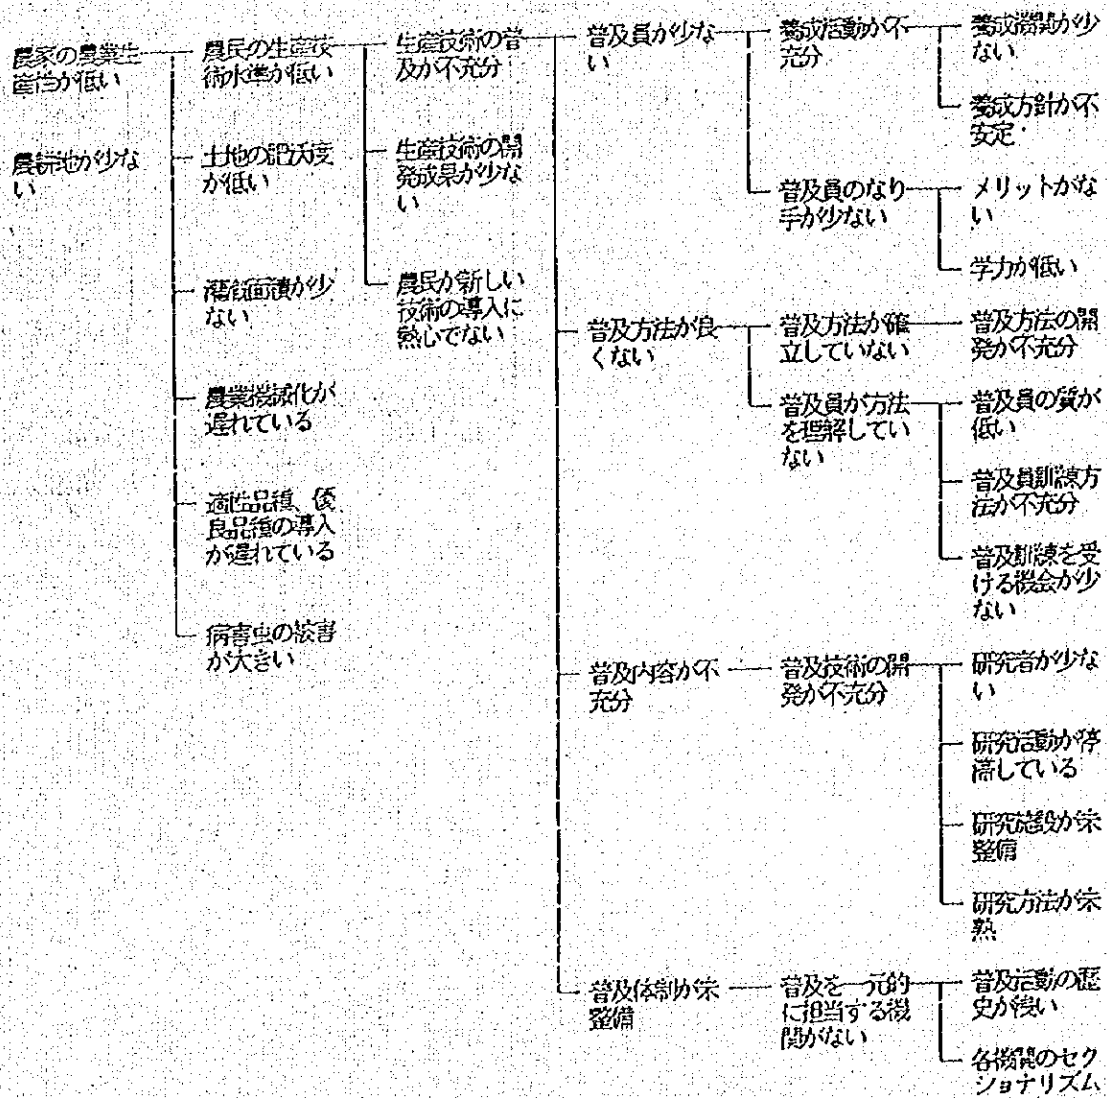 農家の農業生
産性が低い
農耕地が少な
い
農民の生産技
術水準が低い
土地の肥沃度
が低い
灌漑面積が少
ない
農業機械化が
遅れている
適性品種、優
良品種の導入
が遅れている
病害虫の被害
が大きい
生産技術の普
及が不充分
生産技術の開
発成果が少な
い
農民が新しい
技術の導入に
熱心でない
普及員が少な
い
普及方法が良
くない
普及内容が不
充分
普及体制が未
整備
養成活動が不
充分
普及員のなり
手が少ない
普及方法が確
立していない
普及員が方法
を理解してい
ない
普及技術の開
発が不充分
普及を一元的
に担当する機
関がない
養成機関が少
ない
養成方針が不
安定
メリットがな
い
学力が低い
普及方法の開
発が不充分
普及員の質が
低い
普及員訓練方
法が不充分
普及訓練を受
ける機会が少
ない
研究者が少な
い
研究活動が停
滞している
研究施設が未
整備
研究方法が未
熟
普及活動の歴
史が浅い
各機関のセク
ショナリズム